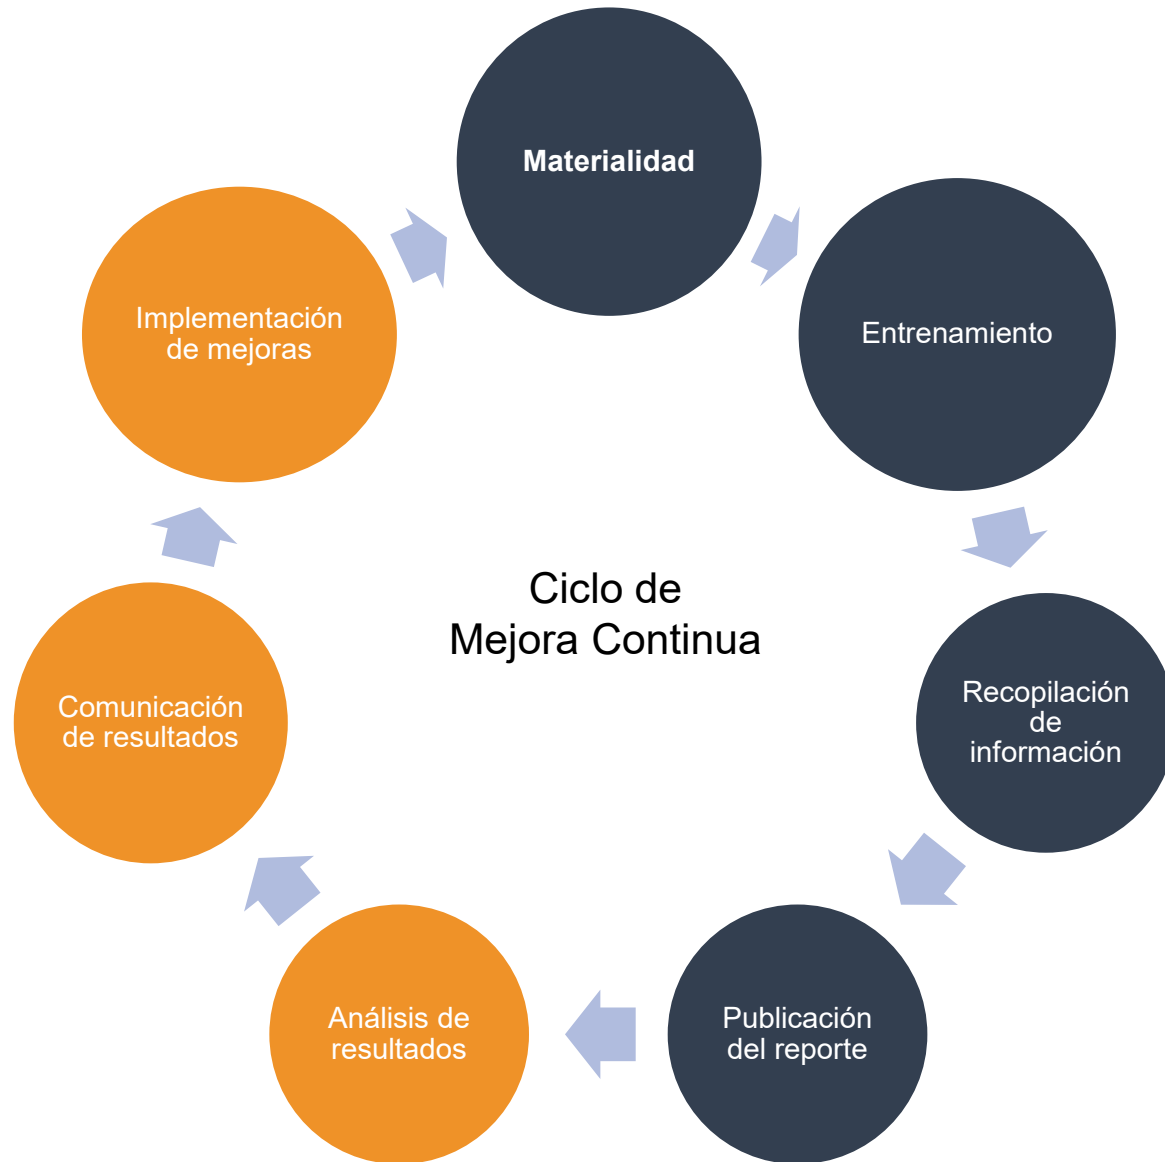 Materialidad
Entrenamiento
Recopilación
de
información
Publicación
del reporte
Análisis de
resultados
Comunicación
de resultados
Implementación
de mejoras
Ciclo de
Mejora Continua